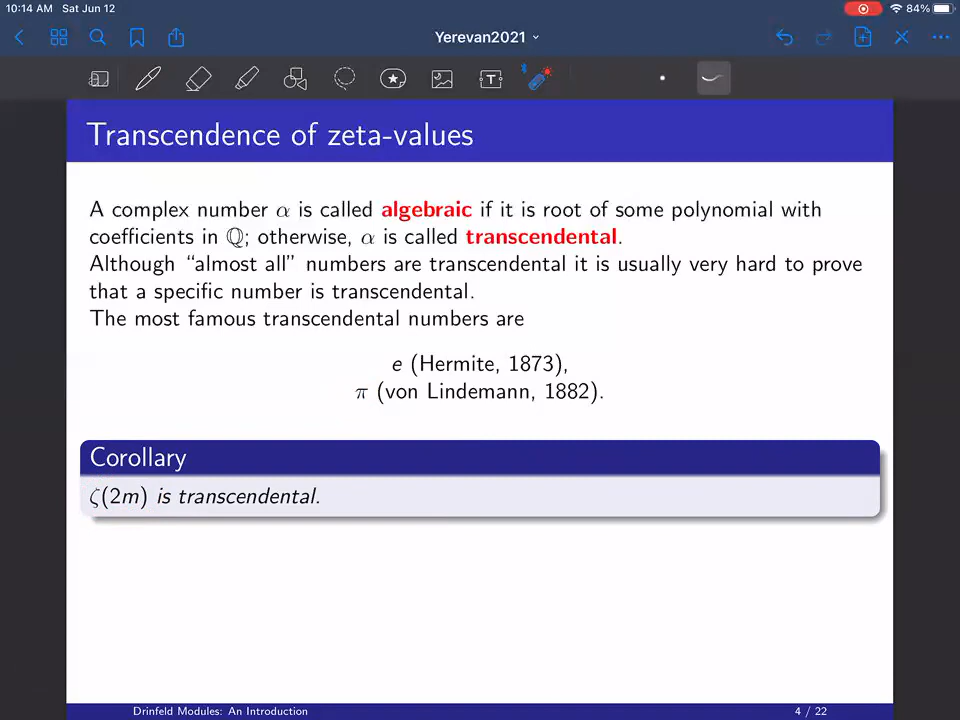 10:14 AM Sat Jun 12
84%
Yerevan2021
T
Transcendence of zeta-values
A complex number α is called algebraic if it is root of some polynomial with
coefficients in ℚ; otherwise, α is called transcendental.
Although “almost all” numbers are transcendental it is usually very hard to prove
that a specific number is transcendental.
The most famous transcendental numbers are
e (Hermite, 1873),
π (von Lindemann, 1882).
Corollary
ζ(2m) is transcendental.
Drinfeld Modules: An Introduction
4 / 22